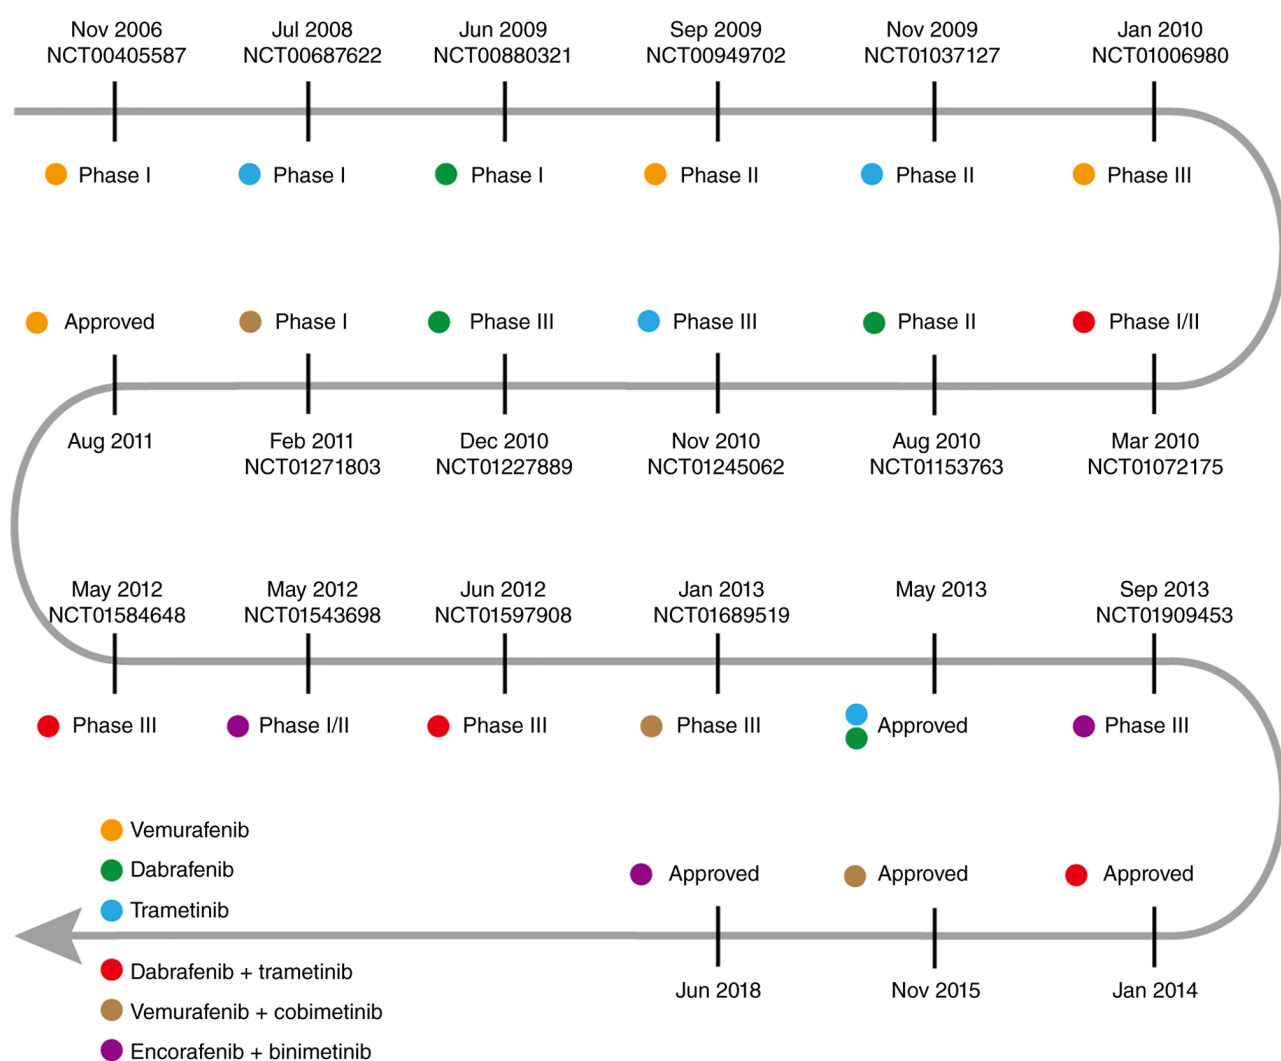 Nov 2006
NCT00405587
Jul 2008
NCT00687622
Jun 2009
NCT00880321
Sep 2009
NCT00949702
Nov 2009
NCT01037127
Jan 2010
NCT01006980
Phase I
Phase I
Phase I
Phase II
Phase II
Phase III
Approved
Phase I
Phase III
Phase III
Phase II
Phase I/II
Aug 2011
Feb 2011
NCT01271803
Dec 2010
NCT01227889
Nov 2010
NCT01245062
Aug 2010
NCT01153763
Mar 2010
NCT01072175
May 2012
NCT01584648
May 2012
NCT01543698
Jun 2012
NCT01597908
Jan 2013
NCT01689519
May 2013
Sep 2013
NCT01909453
Phase III
Phase I/II
Phase III
Phase III
Approved
Phase III
Approved
Approved
Approved
Jun 2018
Nov 2015
Jan 2014
Vemurafenib
Dabrafenib
Trametinib
Dabrafenib + trametinib
Vemurafenib + cobimetinib
Encorafenib + binimetinib